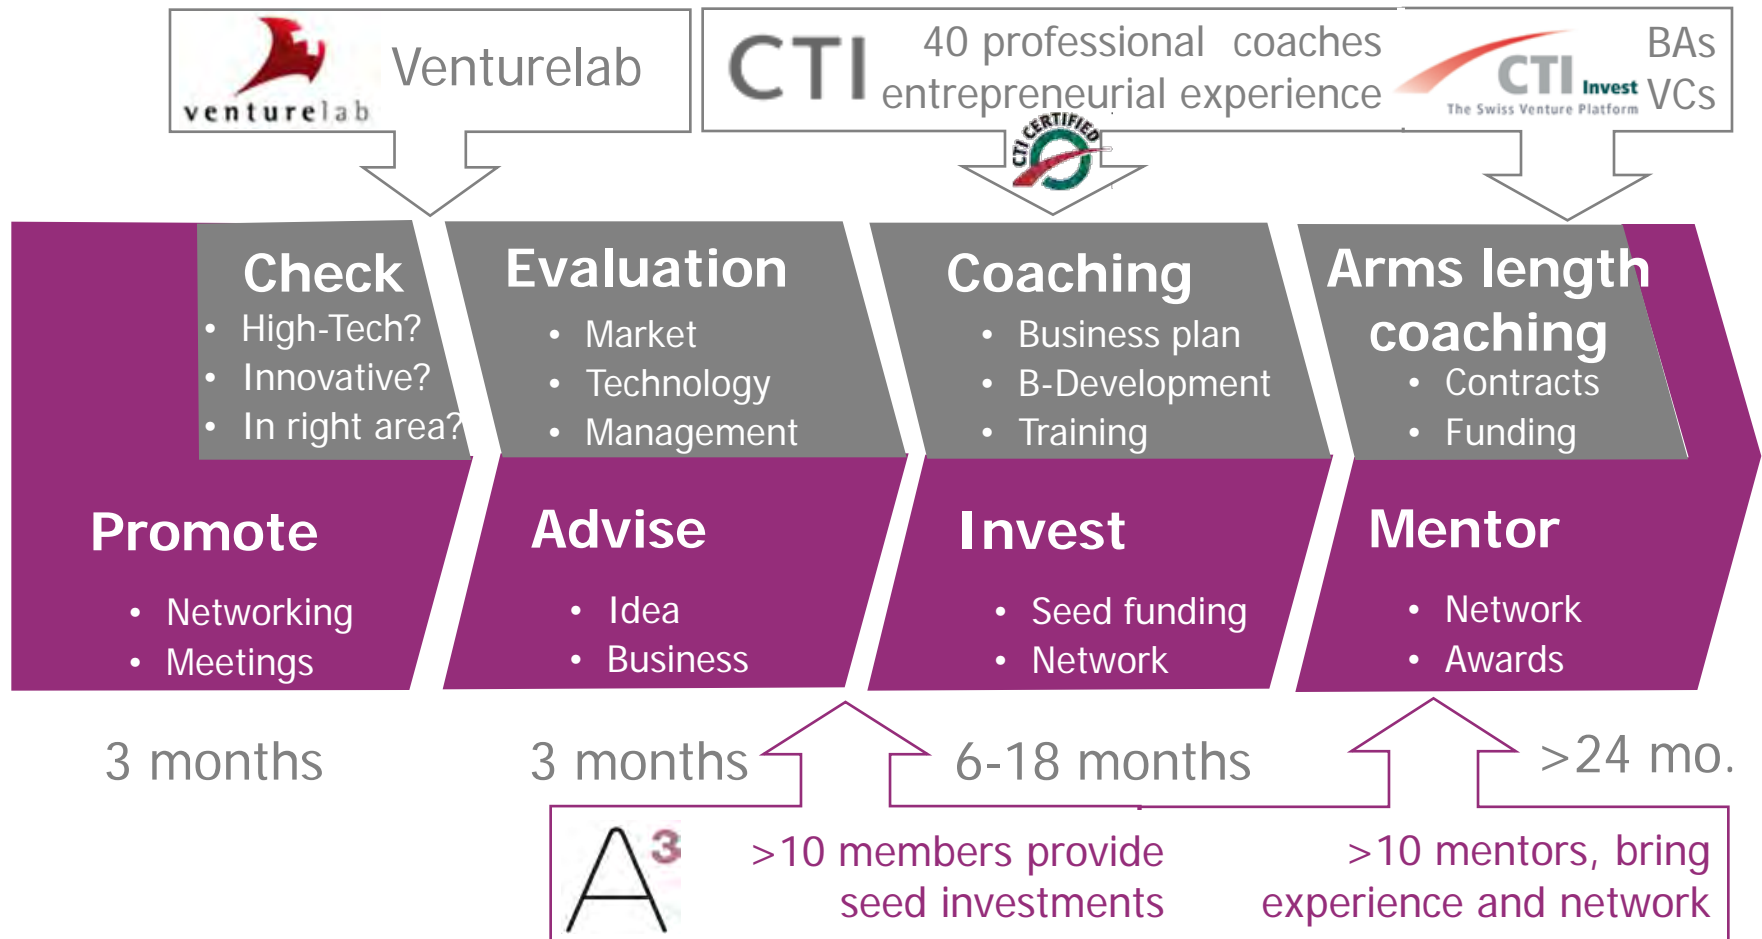 venturelab
Venturelab
CTI
40 professional coaches
entrepreneurial experience
CTI CERTIFIED
CTI Invest
The Swiss Venture Platform
BAs
VCs
Check
• High-Tech?
• Innovative?
• In right area?
Evaluation
• Market
• Technology
• Management
Coaching
• Business plan
• B-Development
• Training
Arms length
coaching
• Contracts
• Funding
Promote
• Networking
• Meetings
Advise
• Idea
• Business
Invest
• Seed funding
• Network
Mentor
• Network
• Awards
3 months
3 months
6-18 months
>24 mo.
A3
>10 members provide
seed investments
>10 mentors, bring
experience and network